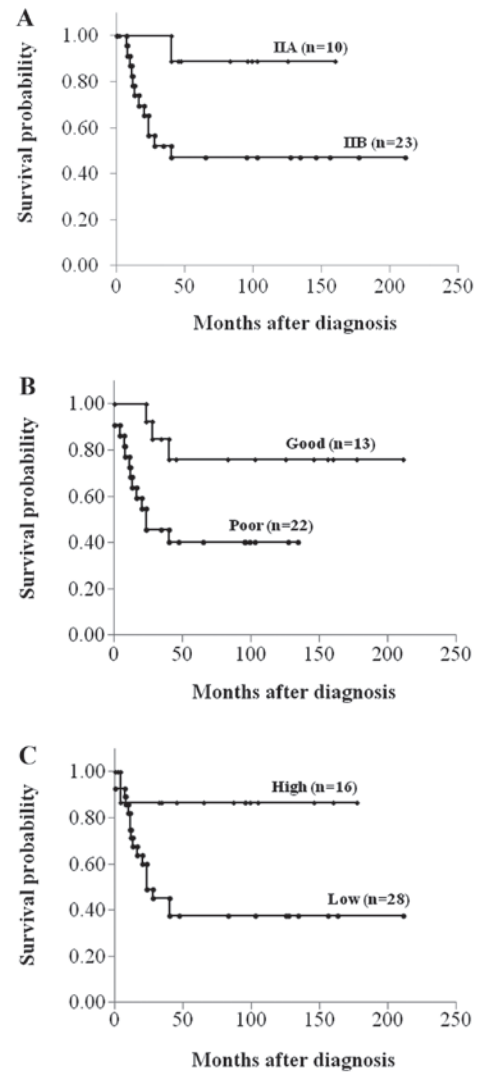 A
1.00
0.80
0.60
0.40
0.20
0.00
Survival probability
IIA (n=10)
IIB (n=23)
0 50 100 150 200 250
Months after diagnosis
B
1.00
0.80
0.60
0.40
0.20
0.00
Survival probability
Good (n=13)
Poor (n=22)
0 50 100 150 200 250
Months after diagnosis
C
1.00
0.80
0.60
0.40
0.20
0.00
Survival probability
High (n=16)
Low (n=28)
0 50 100 150 200 250
Months after diagnosis